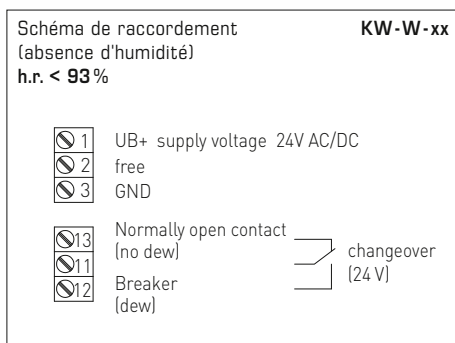 Schéma de raccordement KW-W-xx
(absence d'humidité)
h.r. < 93 %
1 UB+ supply voltage 24V AC/DC
2 free
3 GND
13 Normally open contact
(no dew)
11
12 Breaker
(dew)
changeover
(24 V)